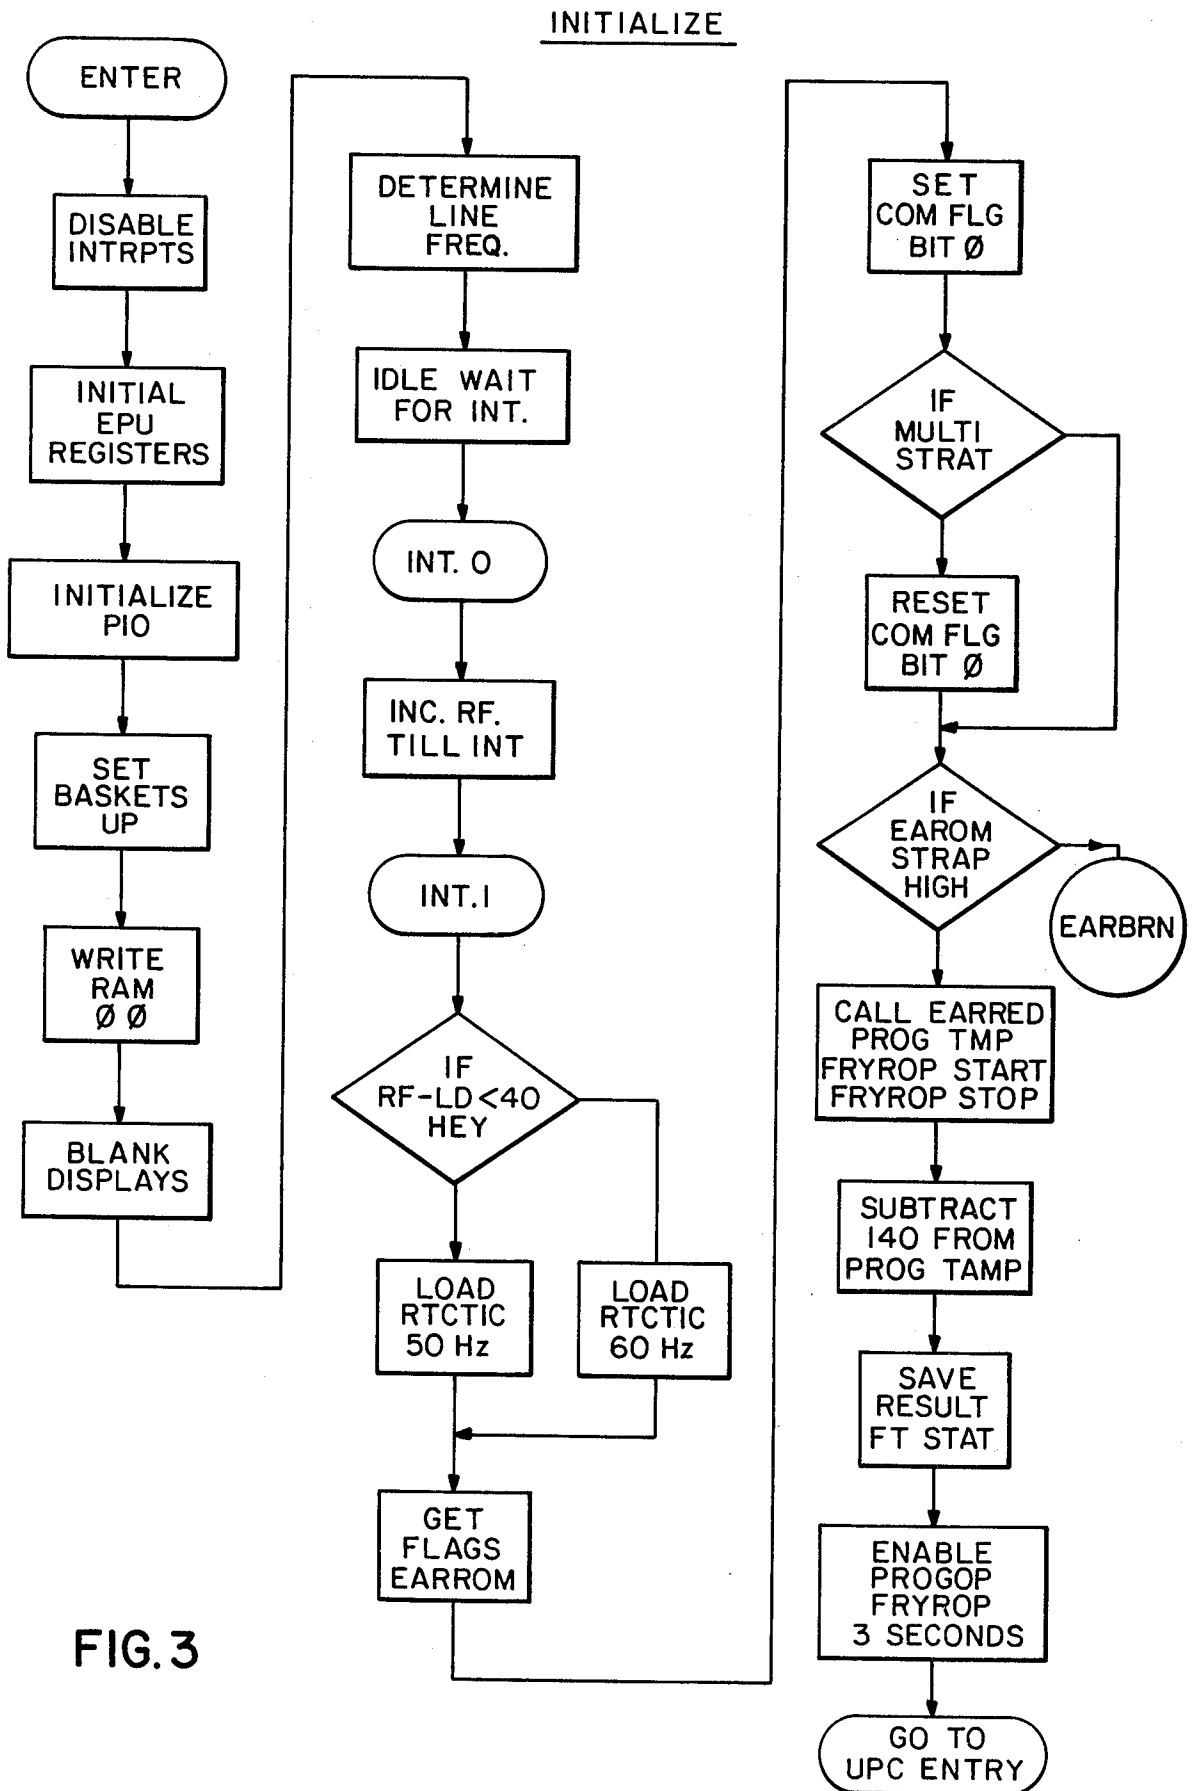 INITIALIZE
ENTER
DISABLE
INTRPTS
INITIAL
EPU
REGISTERS
INITIALIZE
PIO
SET
BASKETS
UP
WRITE
RAM
Ø Ø
BLANK
DISPLAYS
DETERMINE
LINE
FREQ.
IDLE WAIT
FOR INT.
INT. O
INC. RF.
TILL INT
INT. I
IF
RF-LD <40
HEY
LOAD
RTCTIC
50 Hz
LOAD
RTCTIC
60 Hz
GET
FLAGS
EARROM
SET
COM FLG
BIT Ø
IF
MULTI
STRAT
RESET
COM FLG
BIT Ø
IF
EAROM
STRAP
HIGH
EARBRN
CALL EARRED
PROG TMP
FRYROP START
FRYROP STOP
SUBTRACT
140 FROM
PROG TAMP
SAVE
RESULT
FT STAT
ENABLE
PROGOP
FRYROP
3 SECONDS
GO TO
UPC ENTRY
FIG. 3